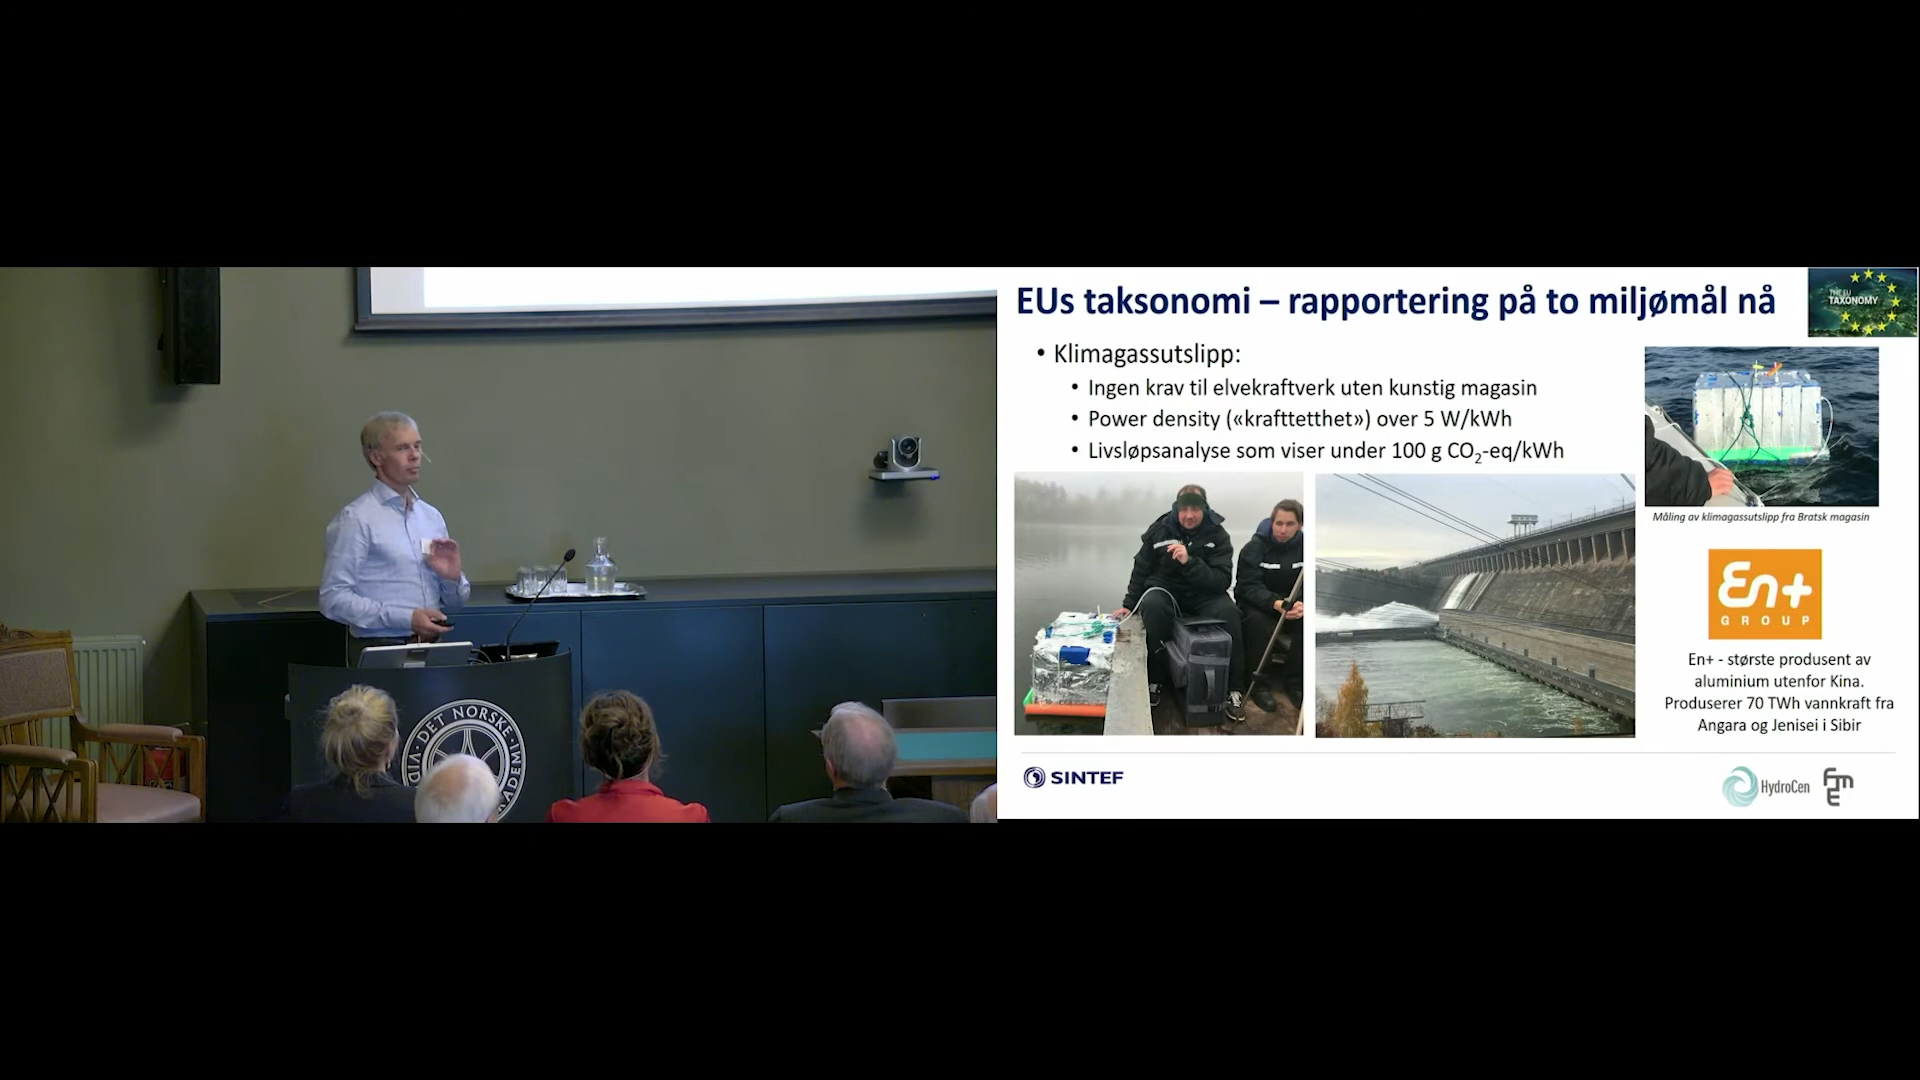 EUs taksonomi – rapportering på to miljømål nå
THE EU
TAXONOMY
• Klimagassutslipp:
• Ingen krav til elvekraftverk uten kunstig magasin
• Power density («krafttetthet») over 5 W/kWh
• Livsløpsanalyse som viser under 100 g CO₂-eq/kWh
Måling av klimagassutslipp fra Bratsk magasin
En+
GROUP
En+ - største produsent av
aluminium utenfor Kina.
Produserer 70 TWh vannkraft fra
Angara og Jenisei i Sibir
SINTEF
HydroCen
FME
DET NORSKE